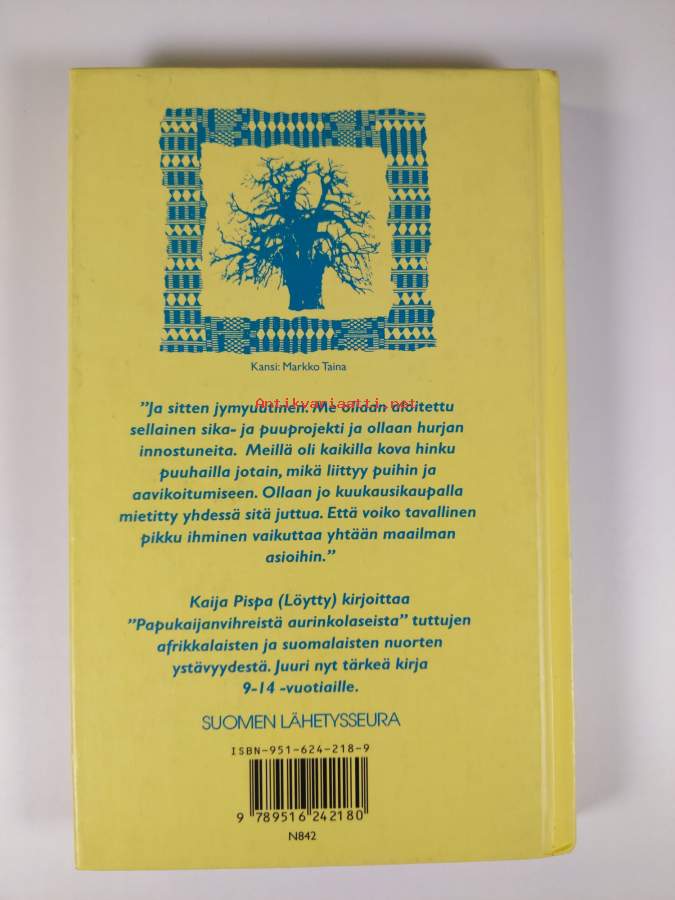 Kansi: Markko Taina
Antikvariaatti.net
"Ja sitten jymyuutinen. Me ollaan aloitettu
sellainen sika- ja puuprojekti ja ollaan hurjan
innostuneita. Meillä oli kaikilla kova hinku
puuhailla jotain, mikä liittyy puihin ja
aavikoitumiseen. Ollaan jo kuukausikaupalla
mietitty yhdessä sitä juttua. Että voiko tavallinen
pikku ihminen vaikuttaa yhtään maailman
asioihin."
Kaija Pispa (Löytty) kirjoittaa
"Papukaijanvihreistä aurinkolaseista" tuttujen
afrikkalaisten ja suomalaisten nuorten
ystävyydestä. Juuri nyt tärkeä kirja
9-14 -vuotiaille.
SUOMEN LÄHETYSSEURA
ISBN-951-624-218-9
9 789516 242180
N842